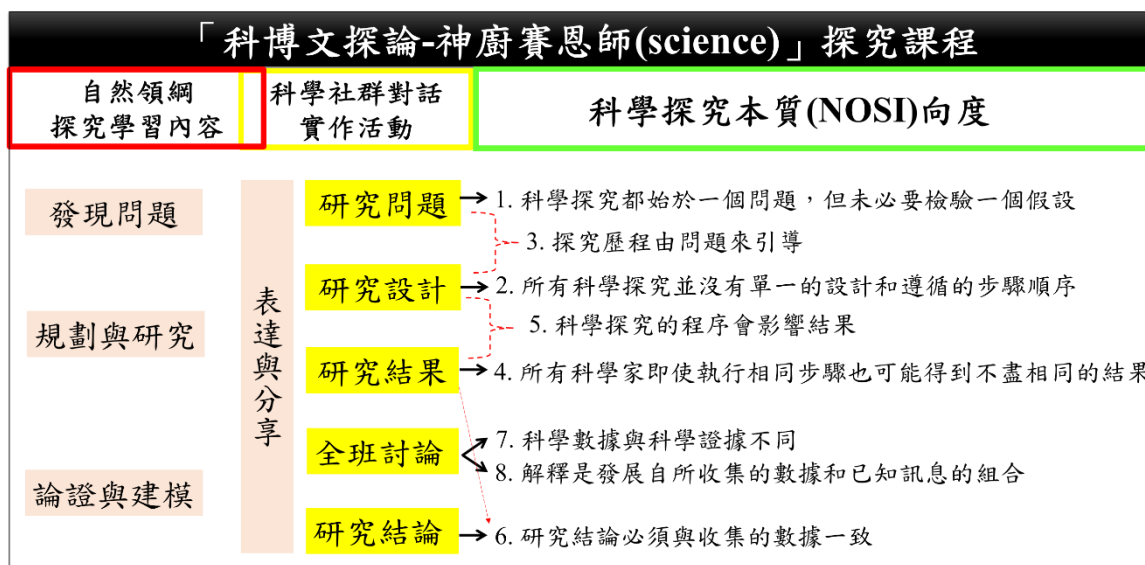 「科博文探論-神廚賽恩師(science)」探究課程
自然領綱
探究學習內容
科學社群對話
實作活動
科學探究本質(NOSI)向度
發現問題
規劃與研究
論證與建模
表達與分享
研究問題
1. 科學探究都始於一個問題，但未必要檢驗一個假設
3. 探究歷程由問題來引導
研究設計
2. 所有科學探究並沒有單一的設計和遵循的步驟順序
5. 科學探究的程序會影響結果
研究結果
4. 所有科學家即使執行相同步驟也可能得到不盡相同的結果
全班討論
7. 科學數據與科學證據不同
8. 解釋是發展自所收集的數據和已知訊息的組合
研究結論
6. 研究結論必須與收集的數據一致